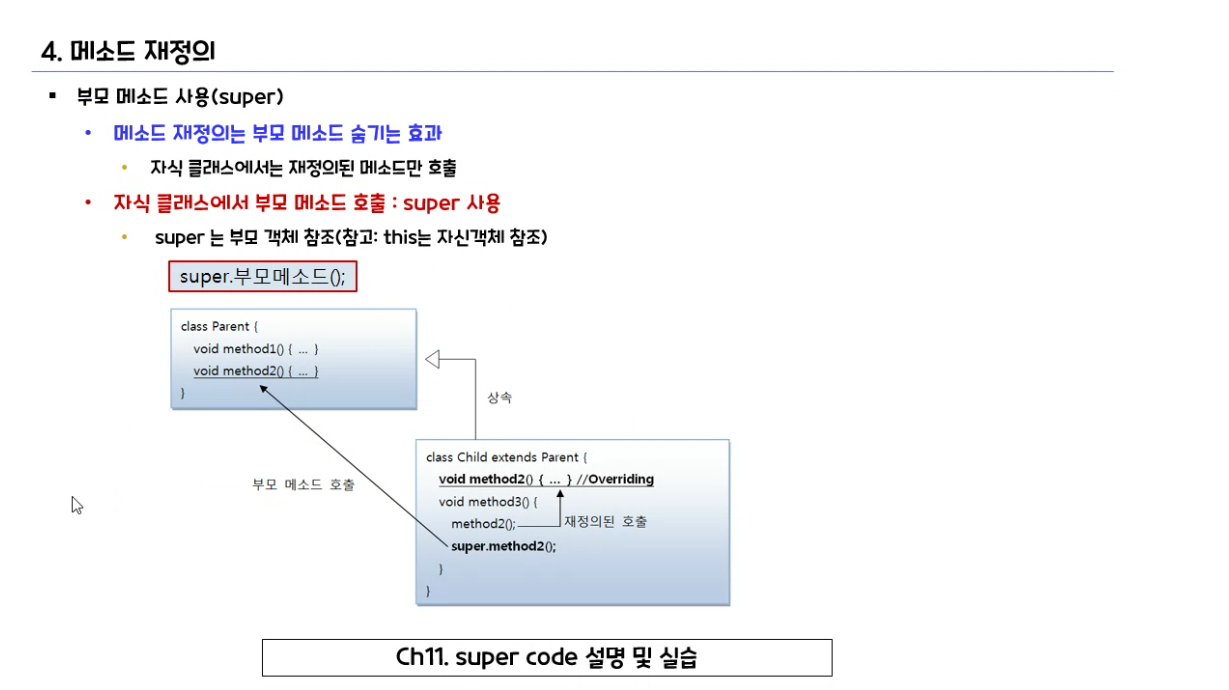 4. 메소드 재정의
▪ 부모 메소드 사용(super)
• 메소드 재정의는 부모 메소드 숨기는 효과
• 자식 클래스에서는 재정의된 메소드만 호출
• 자식 클래스에서 부모 메소드 호출 : super 사용
• super 는 부모 객체 참조(참고: this는 자신객체 참조)
super.부모메소드();
class Parent {
void method1() { ... }
void method2() { ... }
}
상속
부모 메소드 호출
class Child extends Parent {
void method2() { ... } //Overriding
void method3() {
method2();
재정의된 호출
super.method2();
}
}
Ch11. super code 설명 및 실습